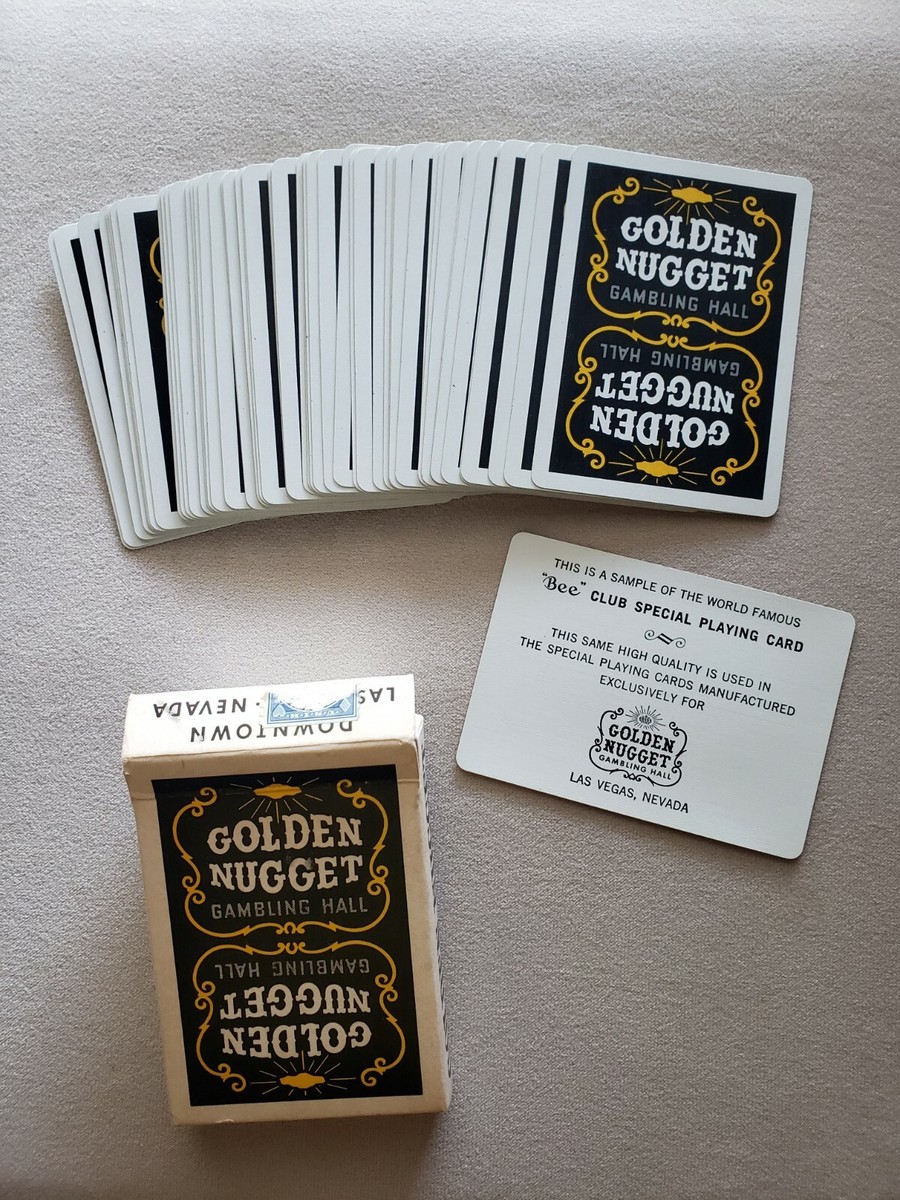 GOLDEN
NUGGET
GAMBLING HALL
GAMBLING HALL
NUGGET
GOLDEN
THIS IS A SAMPLE OF THE WORLD FAMOUS
"Bee" CLUB SPECIAL PLAYING CARD
THIS SAME HIGH QUALITY IS USED IN
THE SPECIAL PLAYING CARDS MANUFACTURED
EXCLUSIVELY FOR
GOLDEN
NUGGET
GAMBLING HALL
LAS VEGAS, NEVADA
DOWNTOWN
LAS · NEVADA
GOLDEN
NUGGET
GAMBLING HALL
GAMBLING HALL
NUGGET
GOLDEN